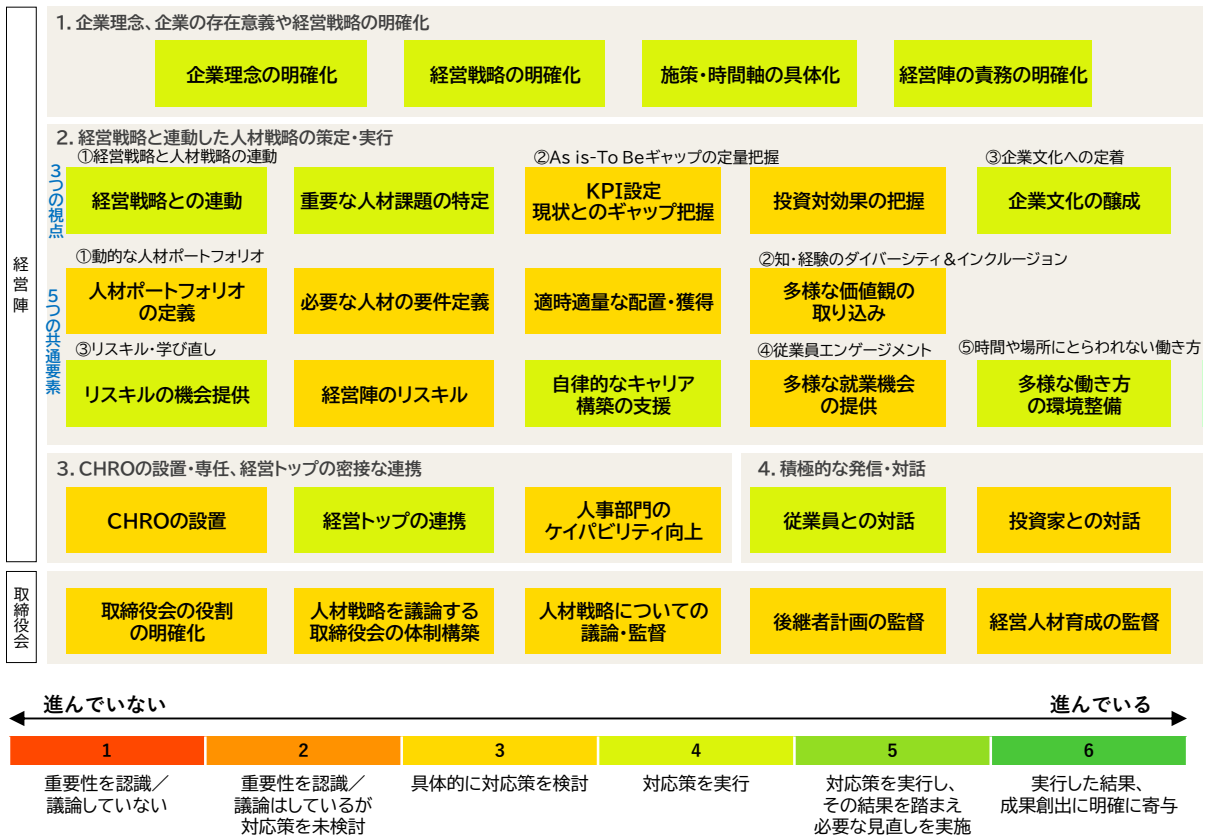 経営陣
1. 企業理念、企業の存在意義や経営戦略の明確化
企業理念の明確化
経営戦略の明確化
施策・時間軸の具体化
経営陣の責務の明確化
2. 経営戦略と連動した人材戦略の策定・実行
3つの視点
①経営戦略と人材戦略の連動
②As is-To Beギャップの定量把握
③企業文化への定着
経営戦略との連動
重要な人材課題の特定
KPI設定
現状とのギャップ把握
投資対効果の把握
企業文化の醸成
5つの共通要素
①動的な人材ポートフォリオ
②知・経験のダイバーシティ&インクルージョン
人材ポートフォリオ
の定義
必要な人材の要件定義
適時適量な配置・獲得
多様な価値観の
取り込み
③リスキル・学び直し
④従業員エンゲージメント
⑤時間や場所にとらわれない働き方
リスキルの機会提供
経営陣のリスキル
自律的なキャリア
構築の支援
多様な就業機会
の提供
多様な働き方
の環境整備
3. CHROの設置・専任、経営トップの密接な連携
CHROの設置
経営トップの連携
人事部門の
ケイパビリティ向上
4. 積極的な発信・対話
従業員との対話
投資家との対話
取締役会
取締役会の役割
の明確化
人材戦略を議論する
取締役会の体制構築
人材戦略についての
議論・監督
後継者計画の監督
経営人材育成の監督
進んでいない
進んでいる
1
2
3
4
5
6
重要性を認識／
議論していない
重要性を認識／
議論はしているが
対応策を未検討
具体的に対応策を検討
対応策を実行
対応策を実行し、
その結果を踏まえ
必要な見直しを実施
実行した結果、
成果創出に明確に寄与